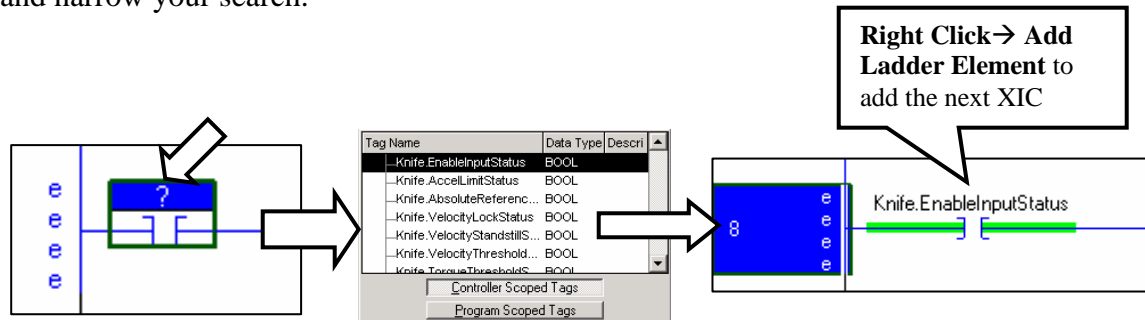 and narrow your search.
Right Click→ Add
Ladder Element to
add the next XIC
e
e
e
e
?
Tag Name Data Type Descri
Knife.EnableInputStatus BOOL
Knife.AccelLimitStatus BOOL
Knife.AbsoluteReferenc... BOOL
Knife.VelocityLockStatus BOOL
Knife.VelocityStandstillS... BOOL
Knife.VelocityThreshold... BOOL
Knife.TorqueThresholdS... BOOL
Controller Scoped Tags
Program Scoped Tags
8
e
e
e
e
Knife.EnableInputStatus